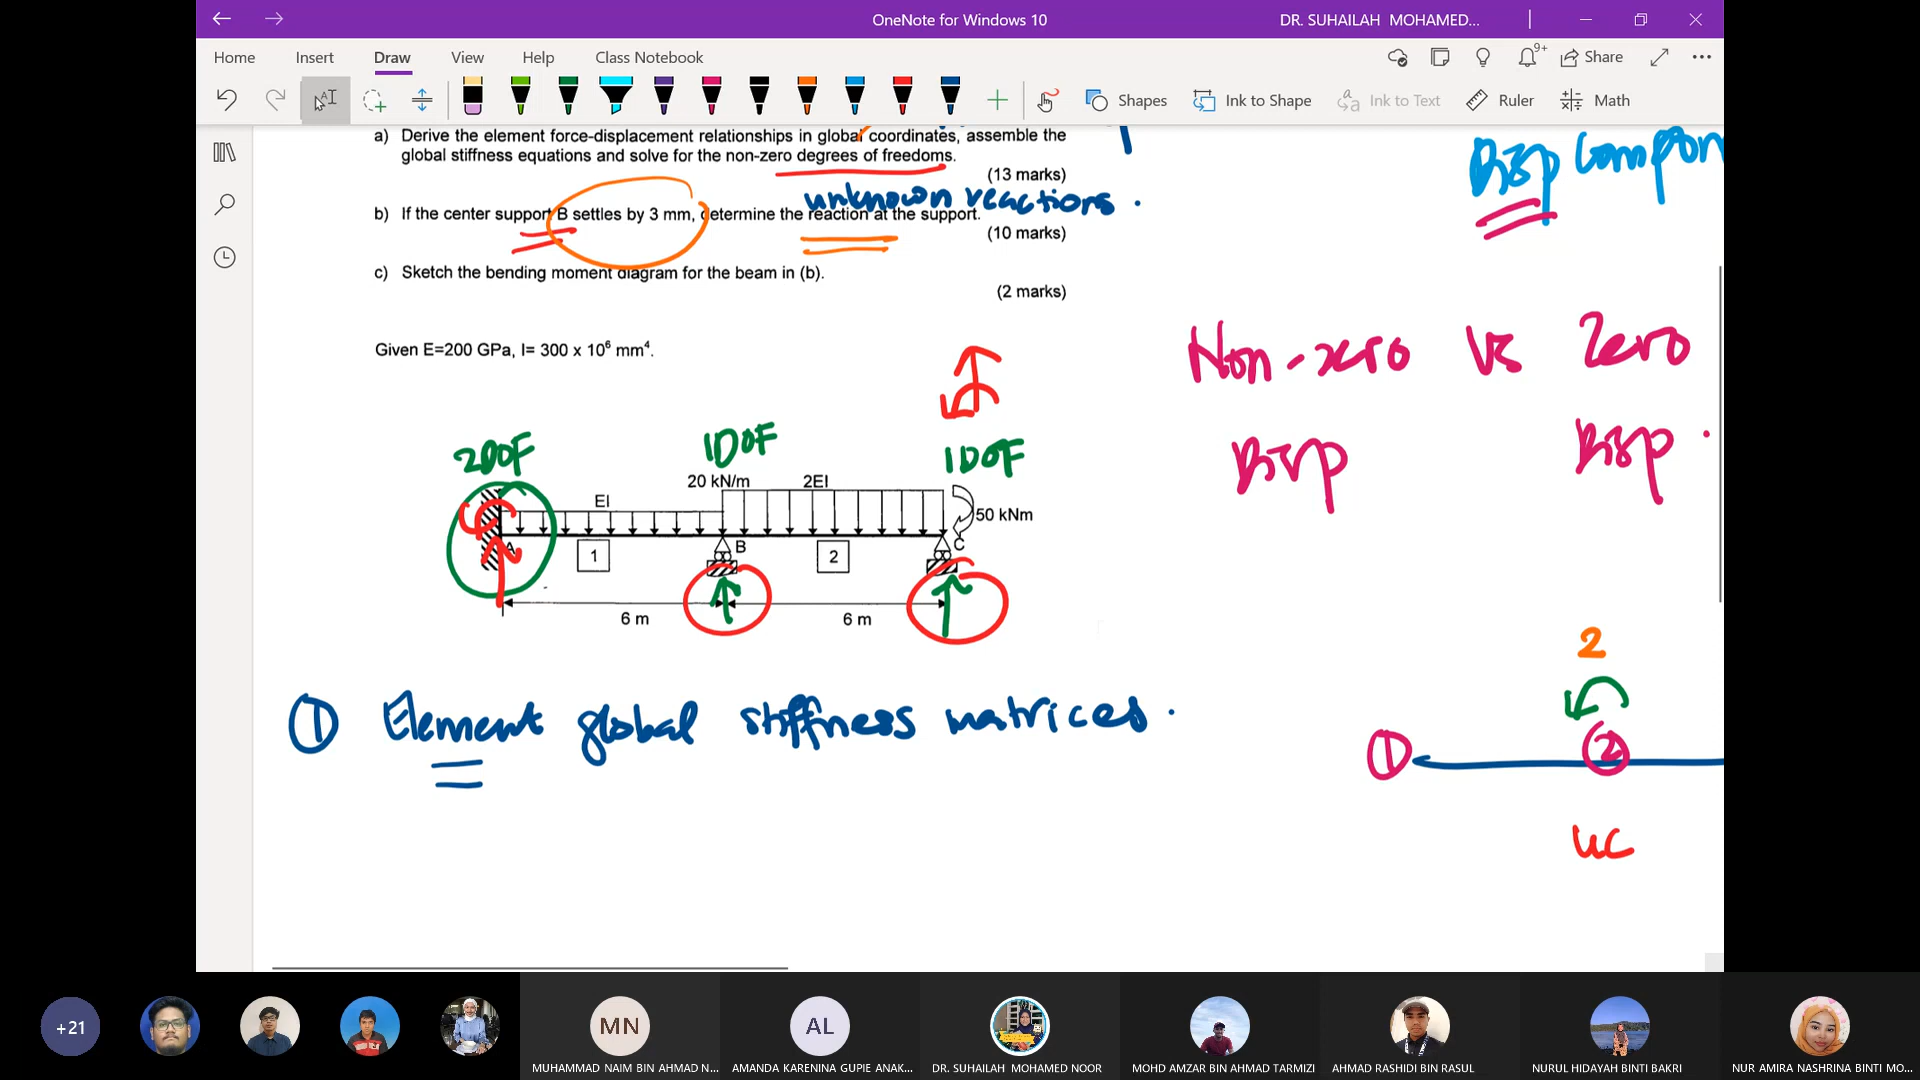 OneNote for Windows 10
DR. SUHAILAH MOHAMED...
Home Insert Draw View Help Class Notebook
9+ Share
Shapes Ink to Shape Ink to Text Ruler Math
a) Derive the element force-displacement relationships in global coordinates, assemble the
global stiffness equations and solve for the non-zero degrees of freedoms.
(13 marks)
unknown reactions.
b) If the center support B settles by 3 mm, determine the reaction at the support.
(10 marks)
c) Sketch the bending moment diagram for the beam in (b).
(2 marks)
Given E=200 GPa, I= 300 x 10⁶ mm⁴.
Non-zero vs Zero
2DOF 1DOF 1DOF
20 kN/m 2EI
EI
50 kNm
A B C
1 2
6 m 6 m
① Element global stiffness matrices.
2
① ②
+21
MN AL
MUHAMMAD NAIM BIN AHMAD N... AMANDA KARENINA GUPIE ANAK... DR. SUHAILAH MOHAMED NOOR MOHD AMZAR BIN AHMAD TARMIZI AHMAD RASHIDI BIN RASUL NURUL HIDAYAH BINTI BAKRI NUR AMIRA NASHRINA BINTI MO...